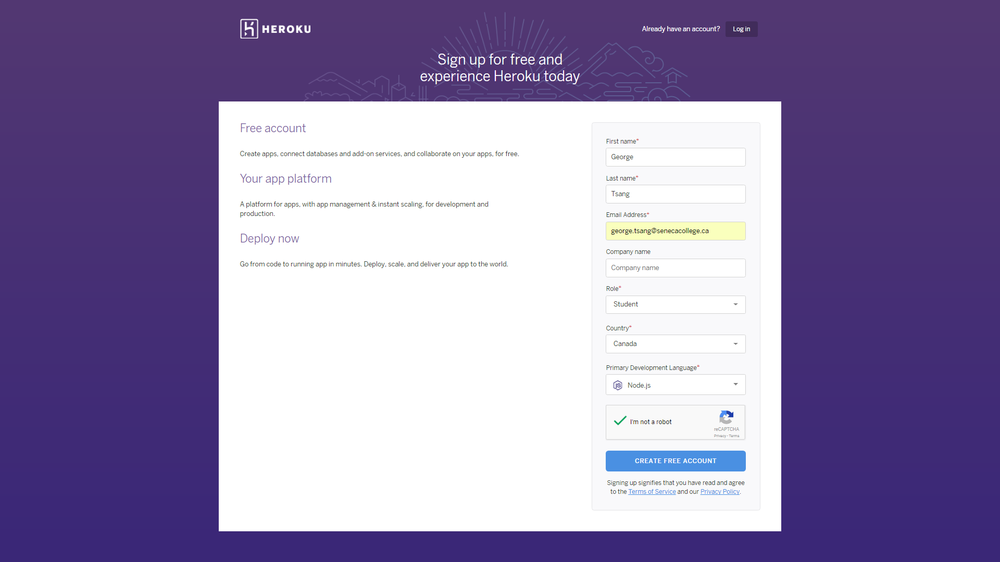 HEROKU
Already have an account?
Log in
Sign up for free and
experience Heroku today
Free account
Create apps, connect databases and add-on services, and collaborate on your apps, for free.
Your app platform
A platform for apps, with app management & instant scaling, for development and
production.
Deploy now
Go from code to running app in minutes. Deploy, scale, and deliver your app to the world.
First name*
George
Last name*
Tsang
Email Address*
george.tsang@senecacollege.ca
Company name
Company name
Role*
Student
Country*
Canada
Primary Development Language*
JS Node.js
I'm not a robot
reCAPTCHA
Privacy - Terms
CREATE FREE ACCOUNT
Signing up signifies that you have read and agree
to the Terms of Service and our Privacy Policy.